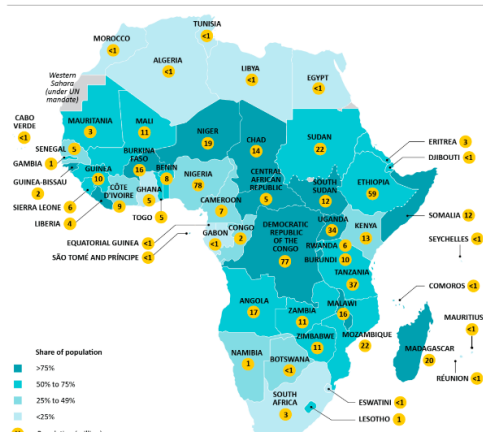 TUNISIA
<1
MOROCCO
<1
ALGERIA
<1
LIBYA
<1
EGYPT
<1
Western
Sahara
(under UN
mandate)
CABO
VERDE
<1
MAURITANIA
3
MALI
11
NIGER
19
CHAD
14
SUDAN
22
ERITREA 3
DJIBOUTI <1
SENEGAL 5
GAMBIA 1
GUINEA-BISSAU
2
GUINEA
10
SIERRA LEONE 6
LIBERIA 4
BURKINA
FASO
16
CÔTE
D'IVOIRE
9
GHANA
5
TOGO 5
BENIN
8
NIGERIA
78
CAMEROON
7
CENTRAL
AFRICAN
REPUBLIC
5
SOUTH
SUDAN
12
ETHIOPIA
59
SOMALIA 12
EQUATORIAL GUINEA <1
SÃO TOMÉ AND PRÍNCIPE <1
GABON
<1
CONGO
2
DEMOCRATIC
REPUBLIC
OF THE
CONGO
77
UGANDA
34
KENYA
13
RWANDA 6
BURUNDI 10
TANZANIA
37
SEYCHELLES <1
COMOROS <1
MAURITIUS
<1
ANGOLA
17
ZAMBIA
11
MALAWI
16
MOZAMBIQUE
22
ZIMBABWE
11
MADAGASCAR
20
RÉUNION <1
NAMIBIA
1
BOTSWANA
<1
SOUTH
AFRICA
3
ESWATINI <1
LESOTHO 1
Share of population
>75%
50% to 75%
25% to 49%
<25%